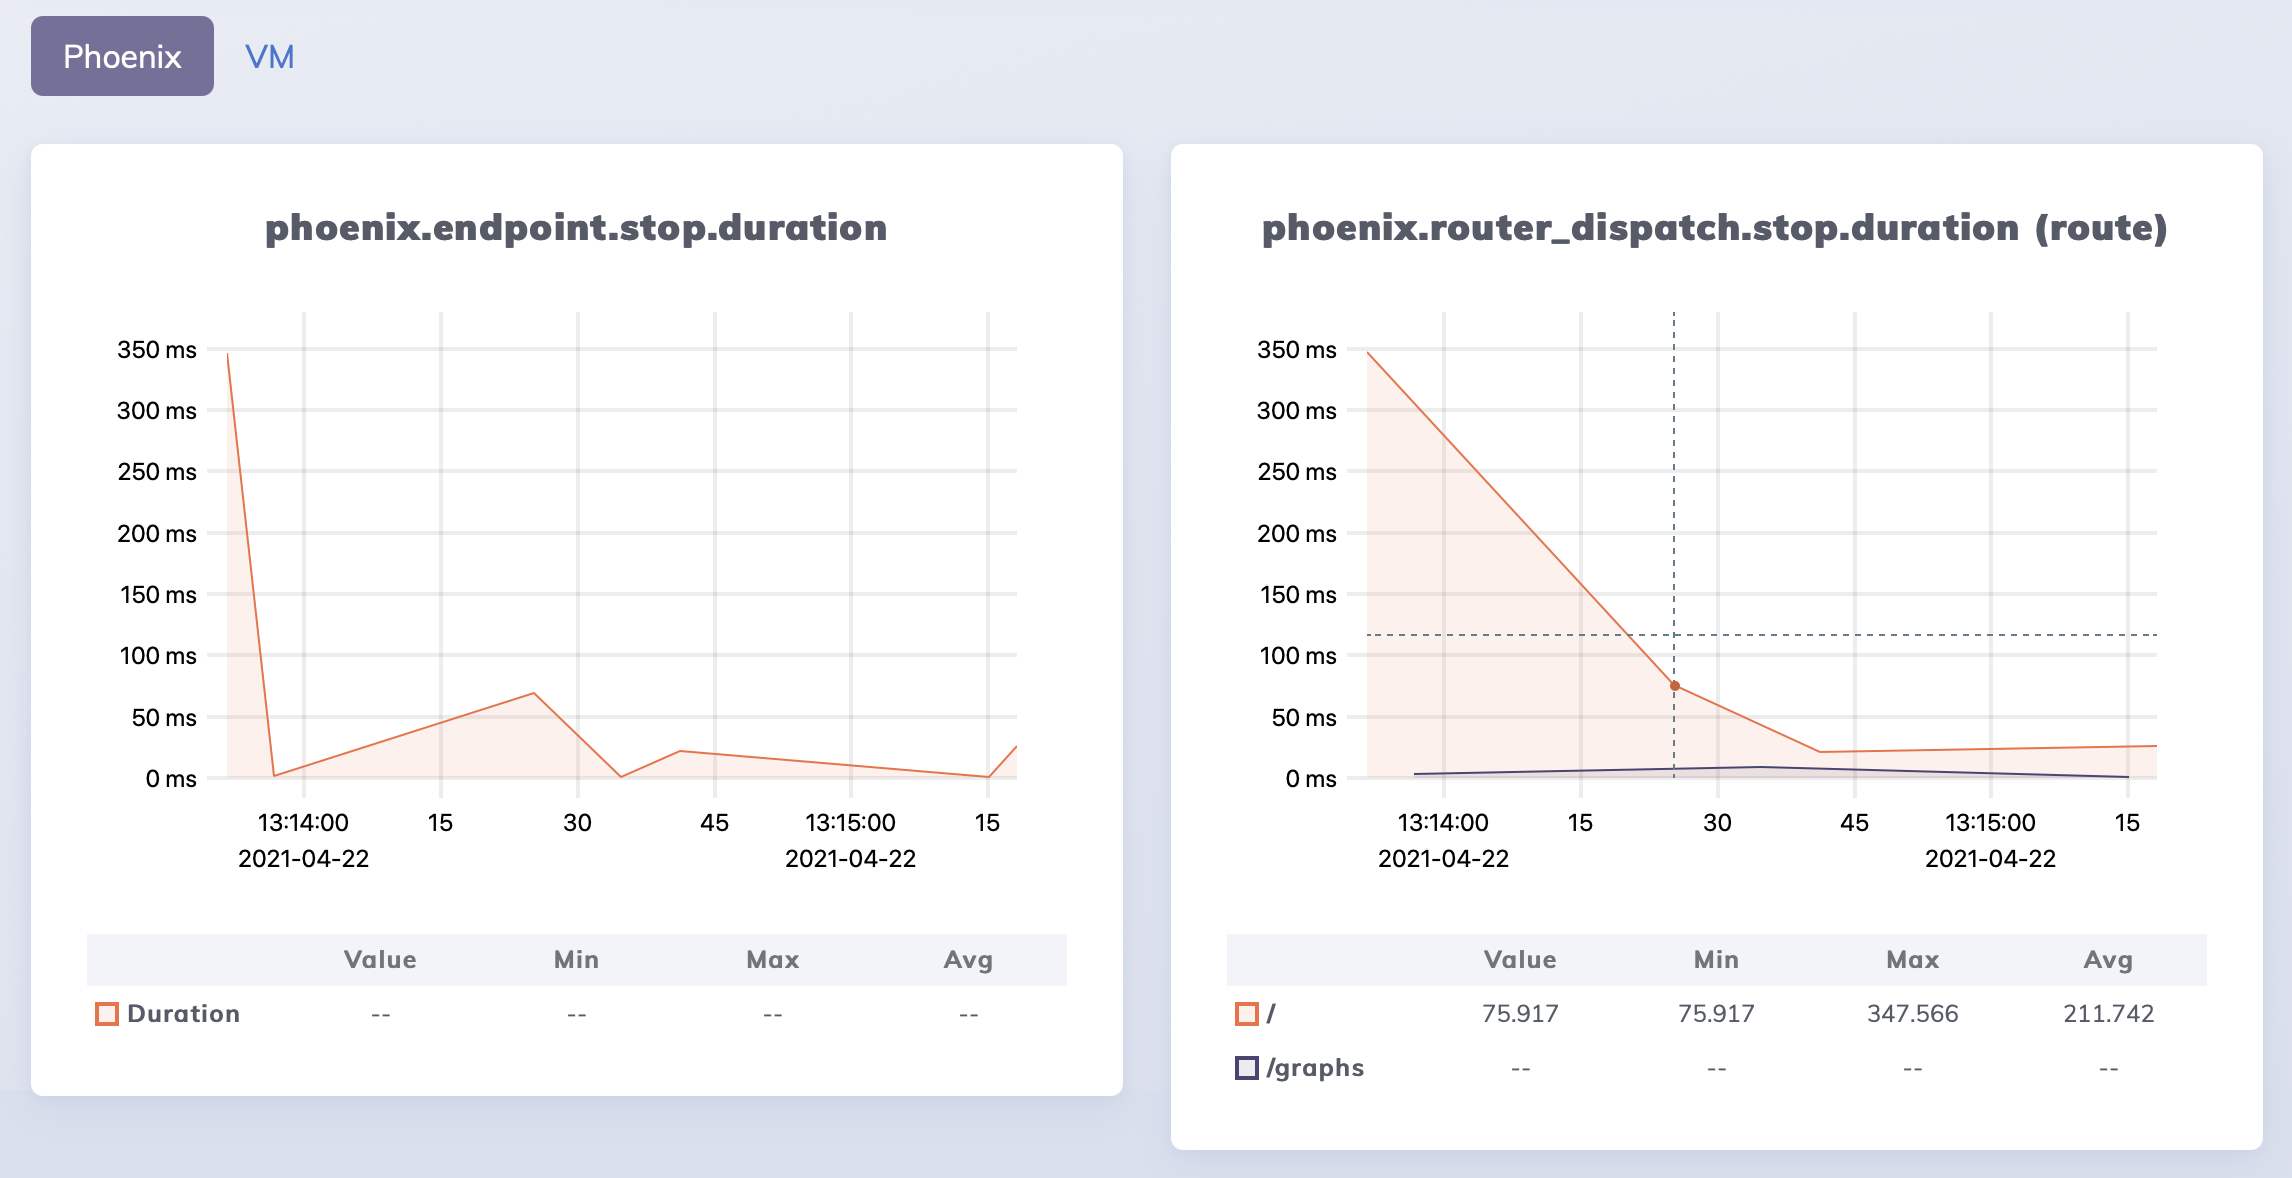 Phoenix VM
phoenix.endpoint.stop.duration
350 ms
300 ms
250 ms
200 ms
150 ms
100 ms
50 ms
0 ms
13:14:00 15 30 45 13:15:00 15
2021-04-22 2021-04-22
Value Min Max Avg
Duration -- -- -- --
phoenix.router_dispatch.stop.duration (route)
350 ms
300 ms
250 ms
200 ms
150 ms
100 ms
50 ms
0 ms
13:14:00 15 30 45 13:15:00 15
2021-04-22 2021-04-22
Value Min Max Avg
/ 75.917 75.917 347.566 211.742
/graphs -- -- -- --